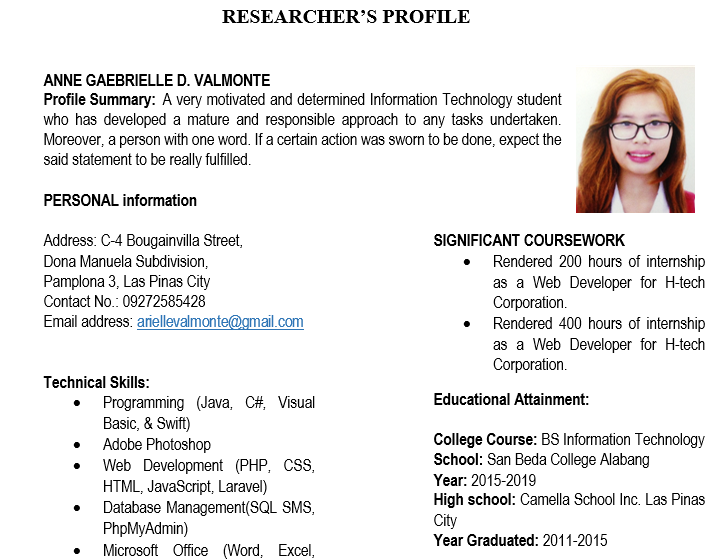 RESEARCHER’S PROFILE
ANNE GAEBRIELLE D. VALMONTE
Profile Summary: A very motivated and determined Information Technology student
who has developed a mature and responsible approach to any tasks undertaken.
Moreover, a person with one word. If a certain action was sworn to be done, expect the
said statement to be really fulfilled.
PERSONAL information
Address: C-4 Bougainvilla Street,
Dona Manuela Subdivision,
Pamplona 3, Las Pinas City
Contact No.: 09272585428
Email address: ariellevalmonte@gmail.com
Technical Skills:
• Programming (Java, C#, Visual
Basic, & Swift)
• Adobe Photoshop
• Web Development (PHP, CSS,
HTML, JavaScript, Laravel)
• Database Management(SQL SMS,
PhpMyAdmin)
• Microsoft Office (Word, Excel,
SIGNIFICANT COURSEWORK
• Rendered 200 hours of internship
as a Web Developer for H-tech
Corporation.
• Rendered 400 hours of internship
as a Web Developer for H-tech
Corporation.
Educational Attainment:
College Course: BS Information Technology
School: San Beda College Alabang
Year: 2015-2019
High school: Camella School Inc. Las Pinas
City
Year Graduated: 2011-2015